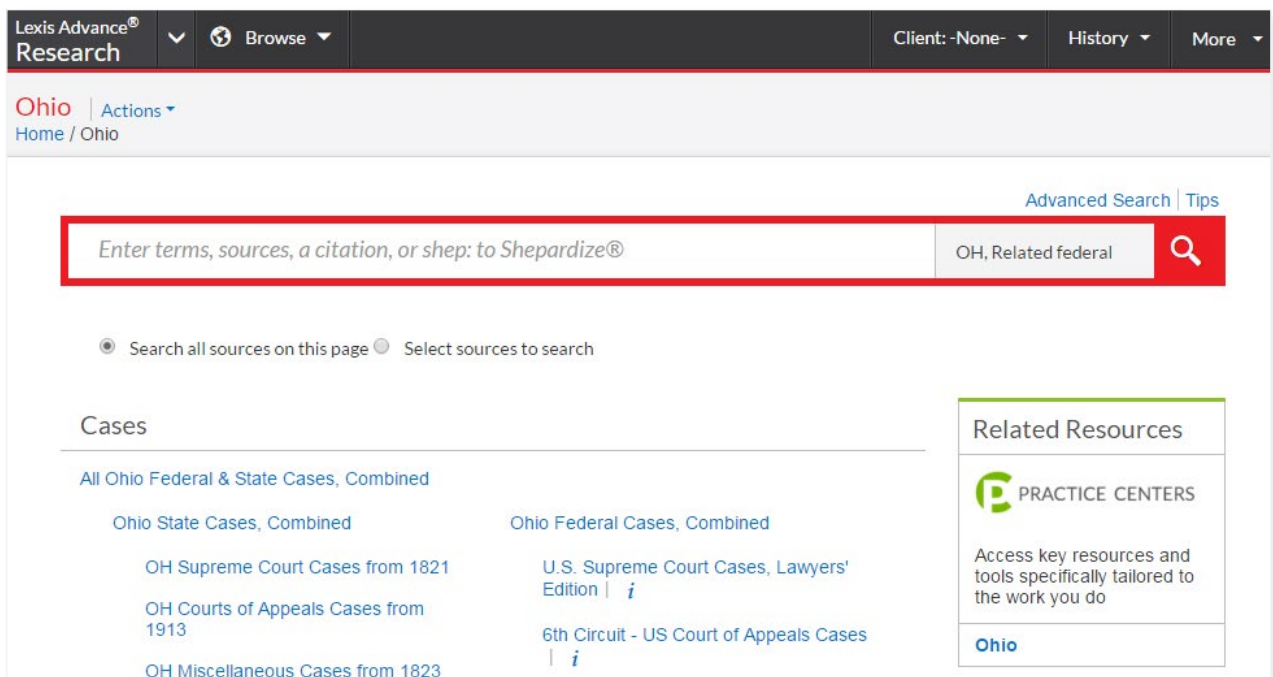 Lexis Advance®
Research
Browse
Client: -None-
History
More
Ohio
Actions
Home / Ohio
Advanced Search | Tips
Enter terms, sources, a citation, or shep: to Shepardize®
OH, Related federal
Search all sources on this page
Select sources to search
Cases
All Ohio Federal & State Cases, Combined
Ohio State Cases, Combined
OH Supreme Court Cases from 1821
OH Courts of Appeals Cases from
1913
OH Miscellaneous Cases from 1823
Ohio Federal Cases, Combined
U.S. Supreme Court Cases, Lawyers'
Edition | i
6th Circuit - US Court of Appeals Cases
| i
Related Resources
PRACTICE CENTERS
Access key resources and
tools specifically tailored to
the work you do
Ohio